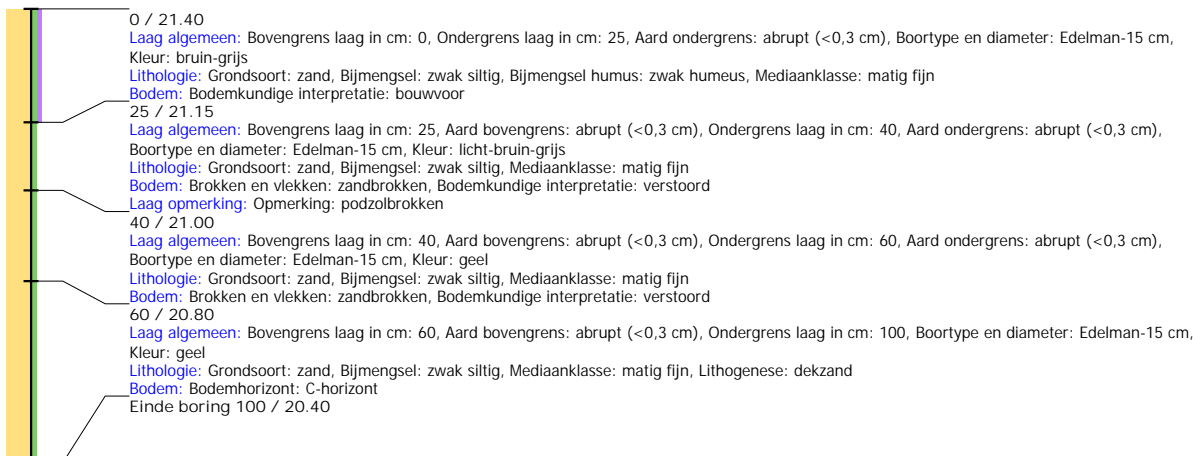 0 / 21.40
Laag algemeen: Bovengrens laag in cm: 0, Ondergrens laag in cm: 25, Aard ondergrens: abrupt (<0,3 cm), Boortype en diameter: Edelman-15 cm,
Kleur: bruin-grijs
Lithologie: Grondsoort: zand, Bijmengsel: zwak siltig, Bijmengsel humus: zwak humeus, Mediaanklasse: matig fijn
Bodem: Bodemkundige interpretatie: bouwvoor
25 / 21.15
Laag algemeen: Bovengrens laag in cm: 25, Aard bovengrens: abrupt (<0,3 cm), Ondergrens laag in cm: 40, Aard ondergrens: abrupt (<0,3 cm),
Boortype en diameter: Edelman-15 cm, Kleur: licht-bruin-grijs
Lithologie: Grondsoort: zand, Bijmengsel: zwak siltig, Mediaanklasse: matig fijn
Bodem: Brokken en vlekken: zandbrokken, Bodemkundige interpretatie: verstoord
Laag opmerking: Opmerking: podzolbrokken
40 / 21.00
Laag algemeen: Bovengrens laag in cm: 40, Aard bovengrens: abrupt (<0,3 cm), Ondergrens laag in cm: 60, Aard ondergrens: abrupt (<0,3 cm),
Boortype en diameter: Edelman-15 cm, Kleur: geel
Lithologie: Grondsoort: zand, Bijmengsel: zwak siltig, Mediaanklasse: matig fijn
Bodem: Brokken en vlekken: zandbrokken, Bodemkundige interpretatie: verstoord
60 / 20.80
Laag algemeen: Bovengrens laag in cm: 60, Aard bovengrens: abrupt (<0,3 cm), Ondergrens laag in cm: 100, Boortype en diameter: Edelman-15 cm,
Kleur: geel
Lithologie: Grondsoort: zand, Bijmengsel: zwak siltig, Mediaanklasse: matig fijn, Lithogenese: dekzand
Bodem: Bodemhorizont: C-horizont
Einde boring 100 / 20.40